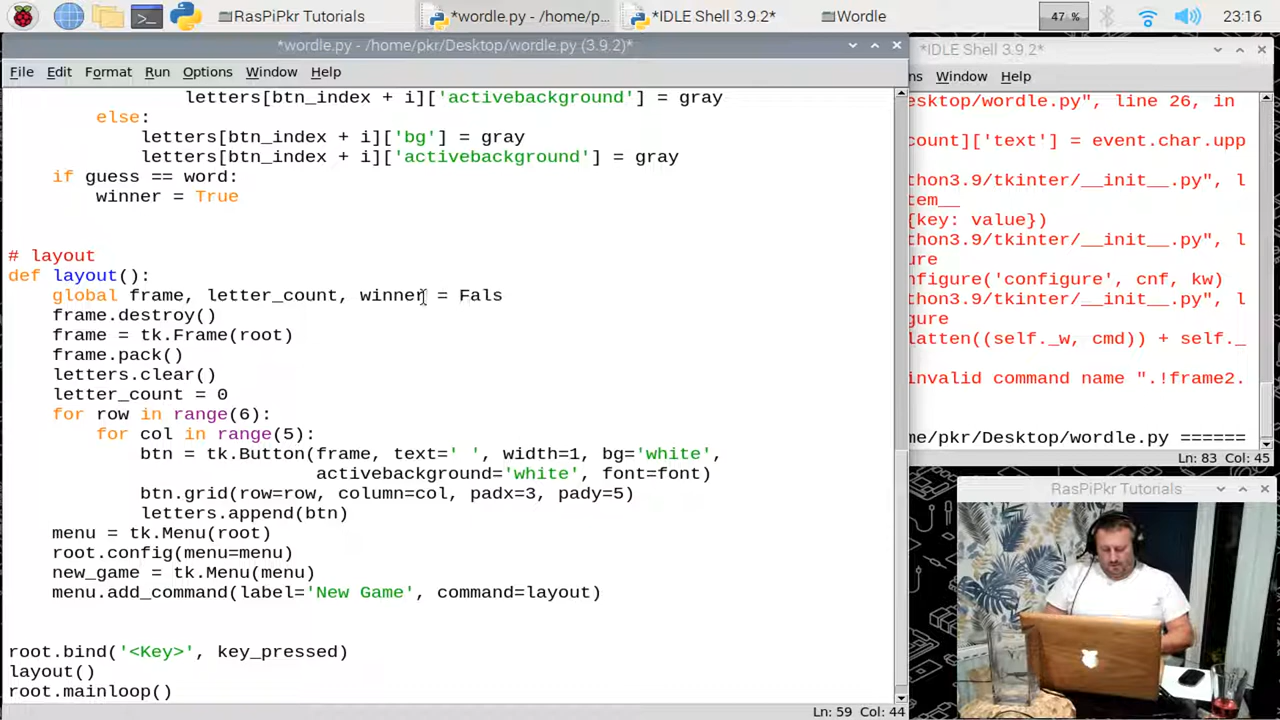 RasPiPkr Tutorials
*wordle.py - /home/p...
*IDLE Shell 3.9.2*
Wordle
47 %
23:16
*wordle.py - /home/pkr/Desktop/wordle.py (3.9.2)*
File Edit Format Run Options Window Help
letters[btn_index + i]['activebackground'] = gray
else:
letters[btn_index + i]['bg'] = gray
letters[btn_index + i]['activebackground'] = gray
if guess == word:
winner = True
# layout
def layout():
global frame, letter_count, winner = Fals
frame.destroy()
frame = tk.Frame(root)
frame.pack()
letters.clear()
letter_count = 0
for row in range(6):
for col in range(5):
btn = tk.Button(frame, text=' ', width=1, bg='white',
activebackground='white', font=font)
btn.grid(row=row, column=col, padx=3, pady=5)
letters.append(btn)
menu = tk.Menu(root)
root.config(menu=menu)
new_game = tk.Menu(menu)
menu.add_command(label='New Game', command=layout)
root.bind('<Key>', key_pressed)
layout()
root.mainloop()
Ln: 59 Col: 44
*IDLE Shell 3.9.2*
ns Window Help
esktop/wordle.py", line 26, in
count]['text'] = event.char.upp
thon3.9/tkinter/__init__.py", l
tem__
{key: value})
thon3.9/tkinter/__init__.py", l
ure
nfigure('configure', cnf, kw)
thon3.9/tkinter/__init__.py", l
gure
latten((self._w, cmd)) + self._
invalid command name ".!frame2.
me/pkr/Desktop/wordle.py ======
Ln: 83 Col: 45
RasPiPkr Tutorials